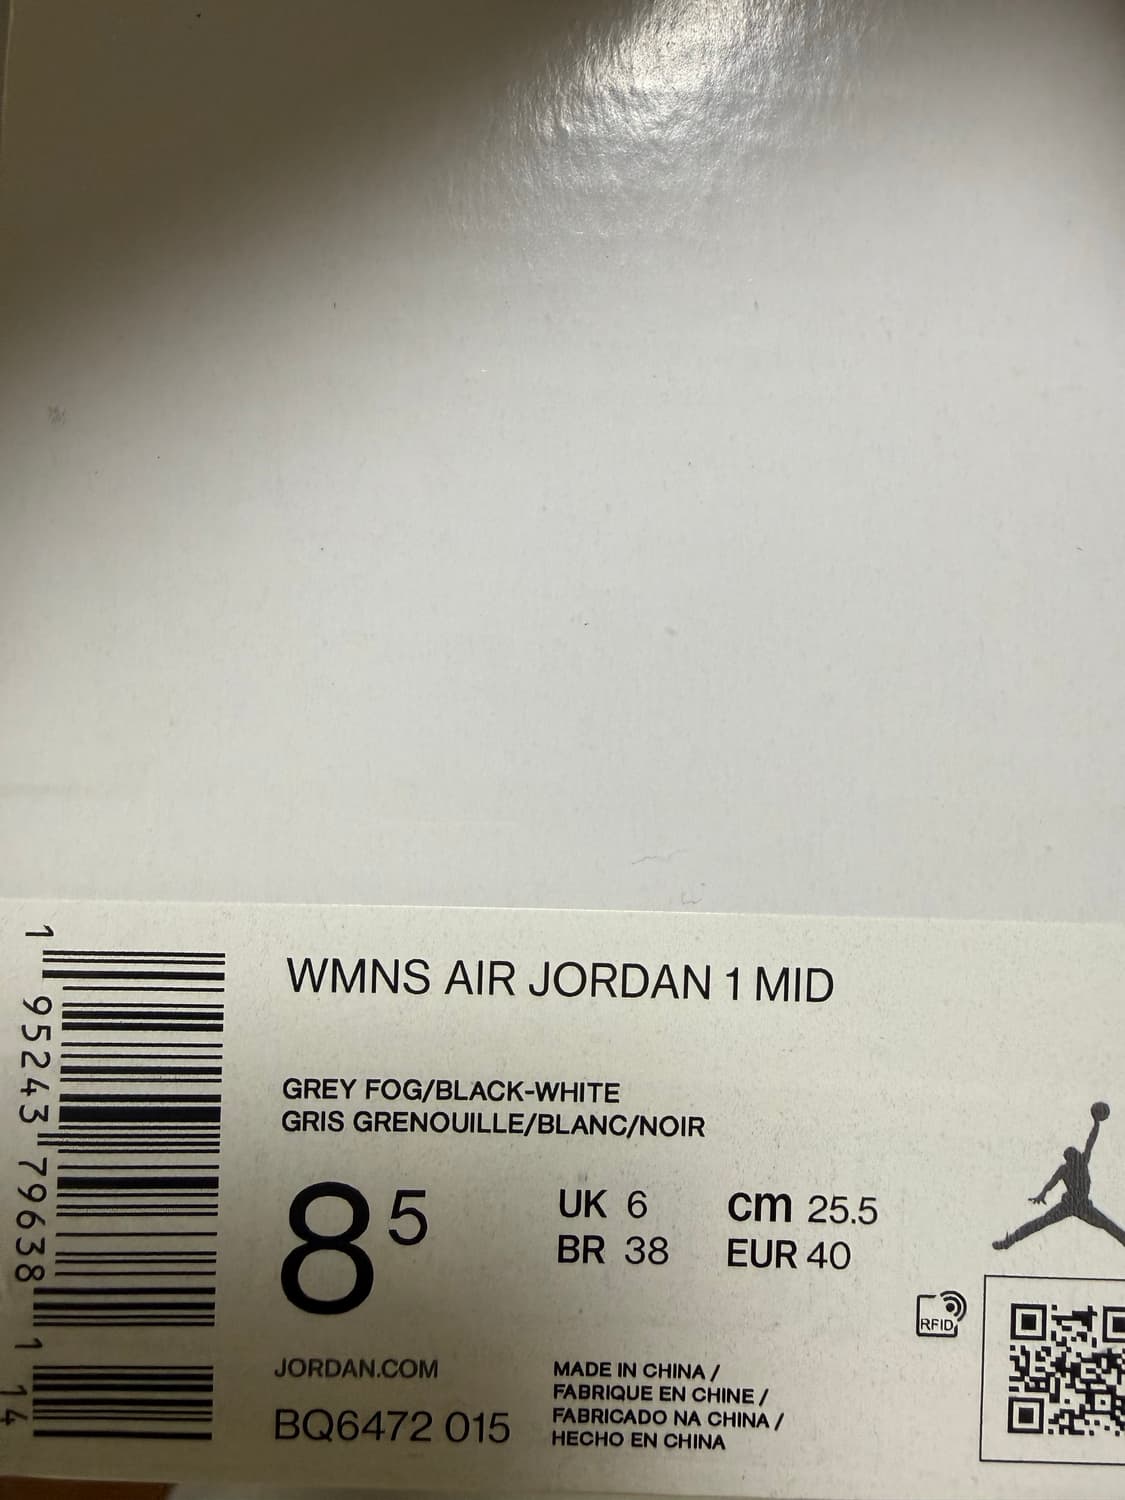 WMNS AIR JORDAN 1 MID
GREY FOG/BLACK-WHITE
GRIS GRENOUILLE/BLANC/NOIR
8 5
UK 6
cm 25.5
BR 38
EUR 40
RFID
JORDAN.COM
BQ6472 015
MADE IN CHINA /
FABRIQUE EN CHINE /
FABRICADO NA CHINA /
HECHO EN CHINA
1 95243 79638 1 14